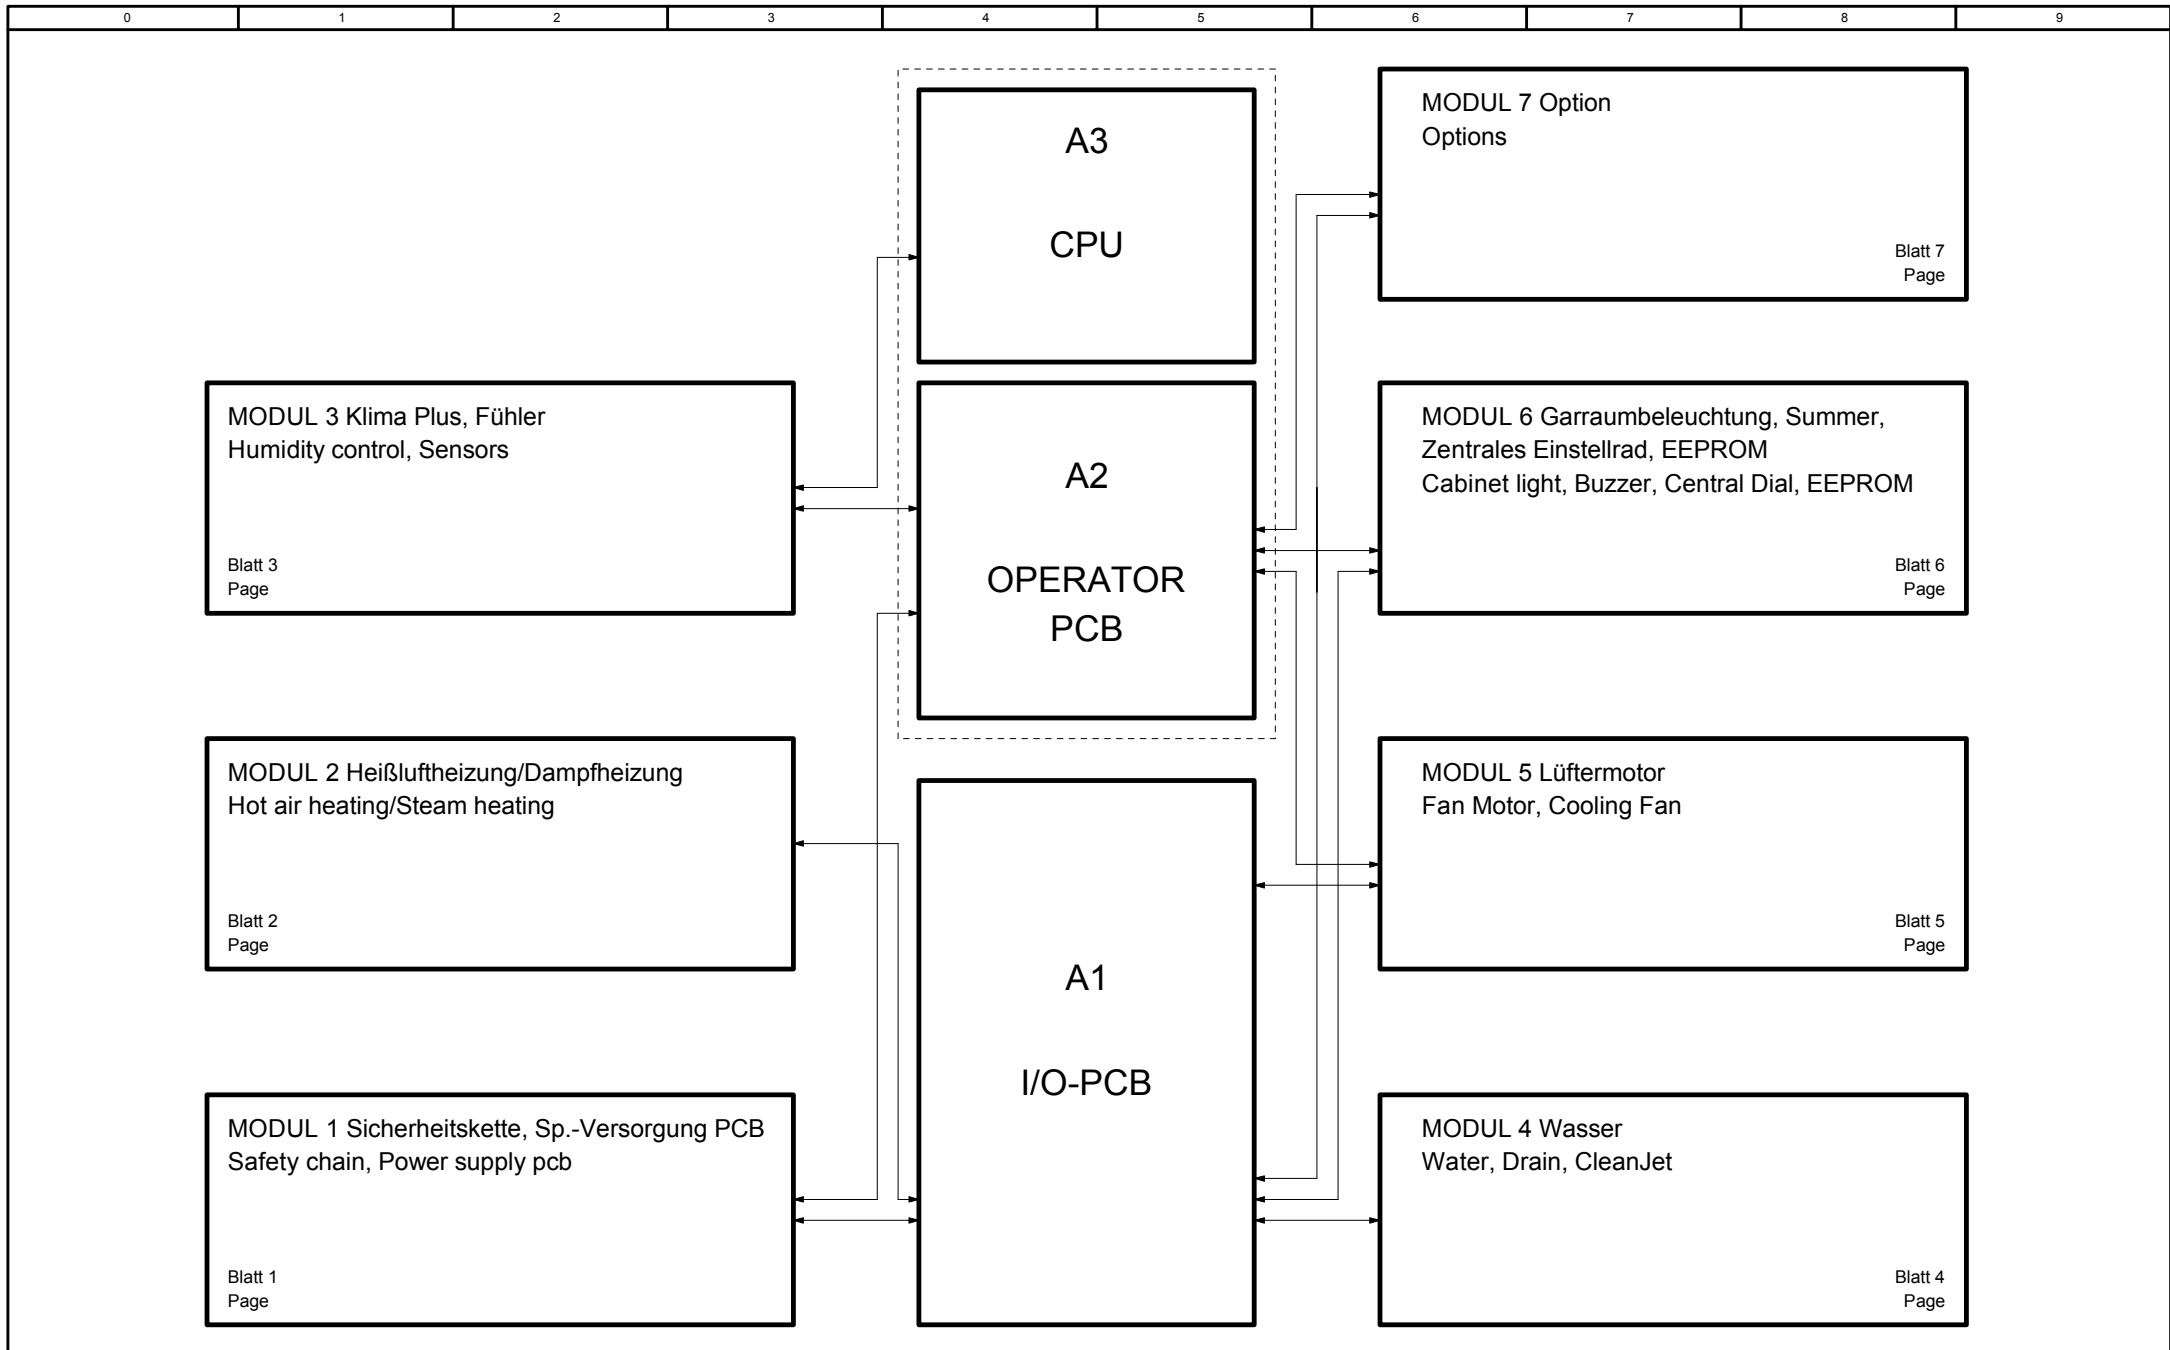 0 1 2 3 4 5 6 7 8 9
A3
CPU
MODUL 7 Option
Options
Blatt 7
Page
MODUL 3 Klima Plus, Fühler
Humidity control, Sensors
Blatt 3
Page
A2
OPERATOR
PCB
MODUL 6 Garraumbeleuchtung, Summer,
Zentrales Einstellrad, EEPROM
Cabinet light, Buzzer, Central Dial, EEPROM
Blatt 6
Page
MODUL 2 Heißluftheizung/Dampfheizung
Hot air heating/Steam heating
Blatt 2
Page
A1
I/O-PCB
MODUL 5 Lüftermotor
Fan Motor, Cooling Fan
Blatt 5
Page
MODUL 1 Sicherheitskette, Sp.-Versorgung PCB
Safety chain, Power supply pcb
Blatt 1
Page
MODUL 4 Wasser
Water, Drain, CleanJet
Blatt 4
Page